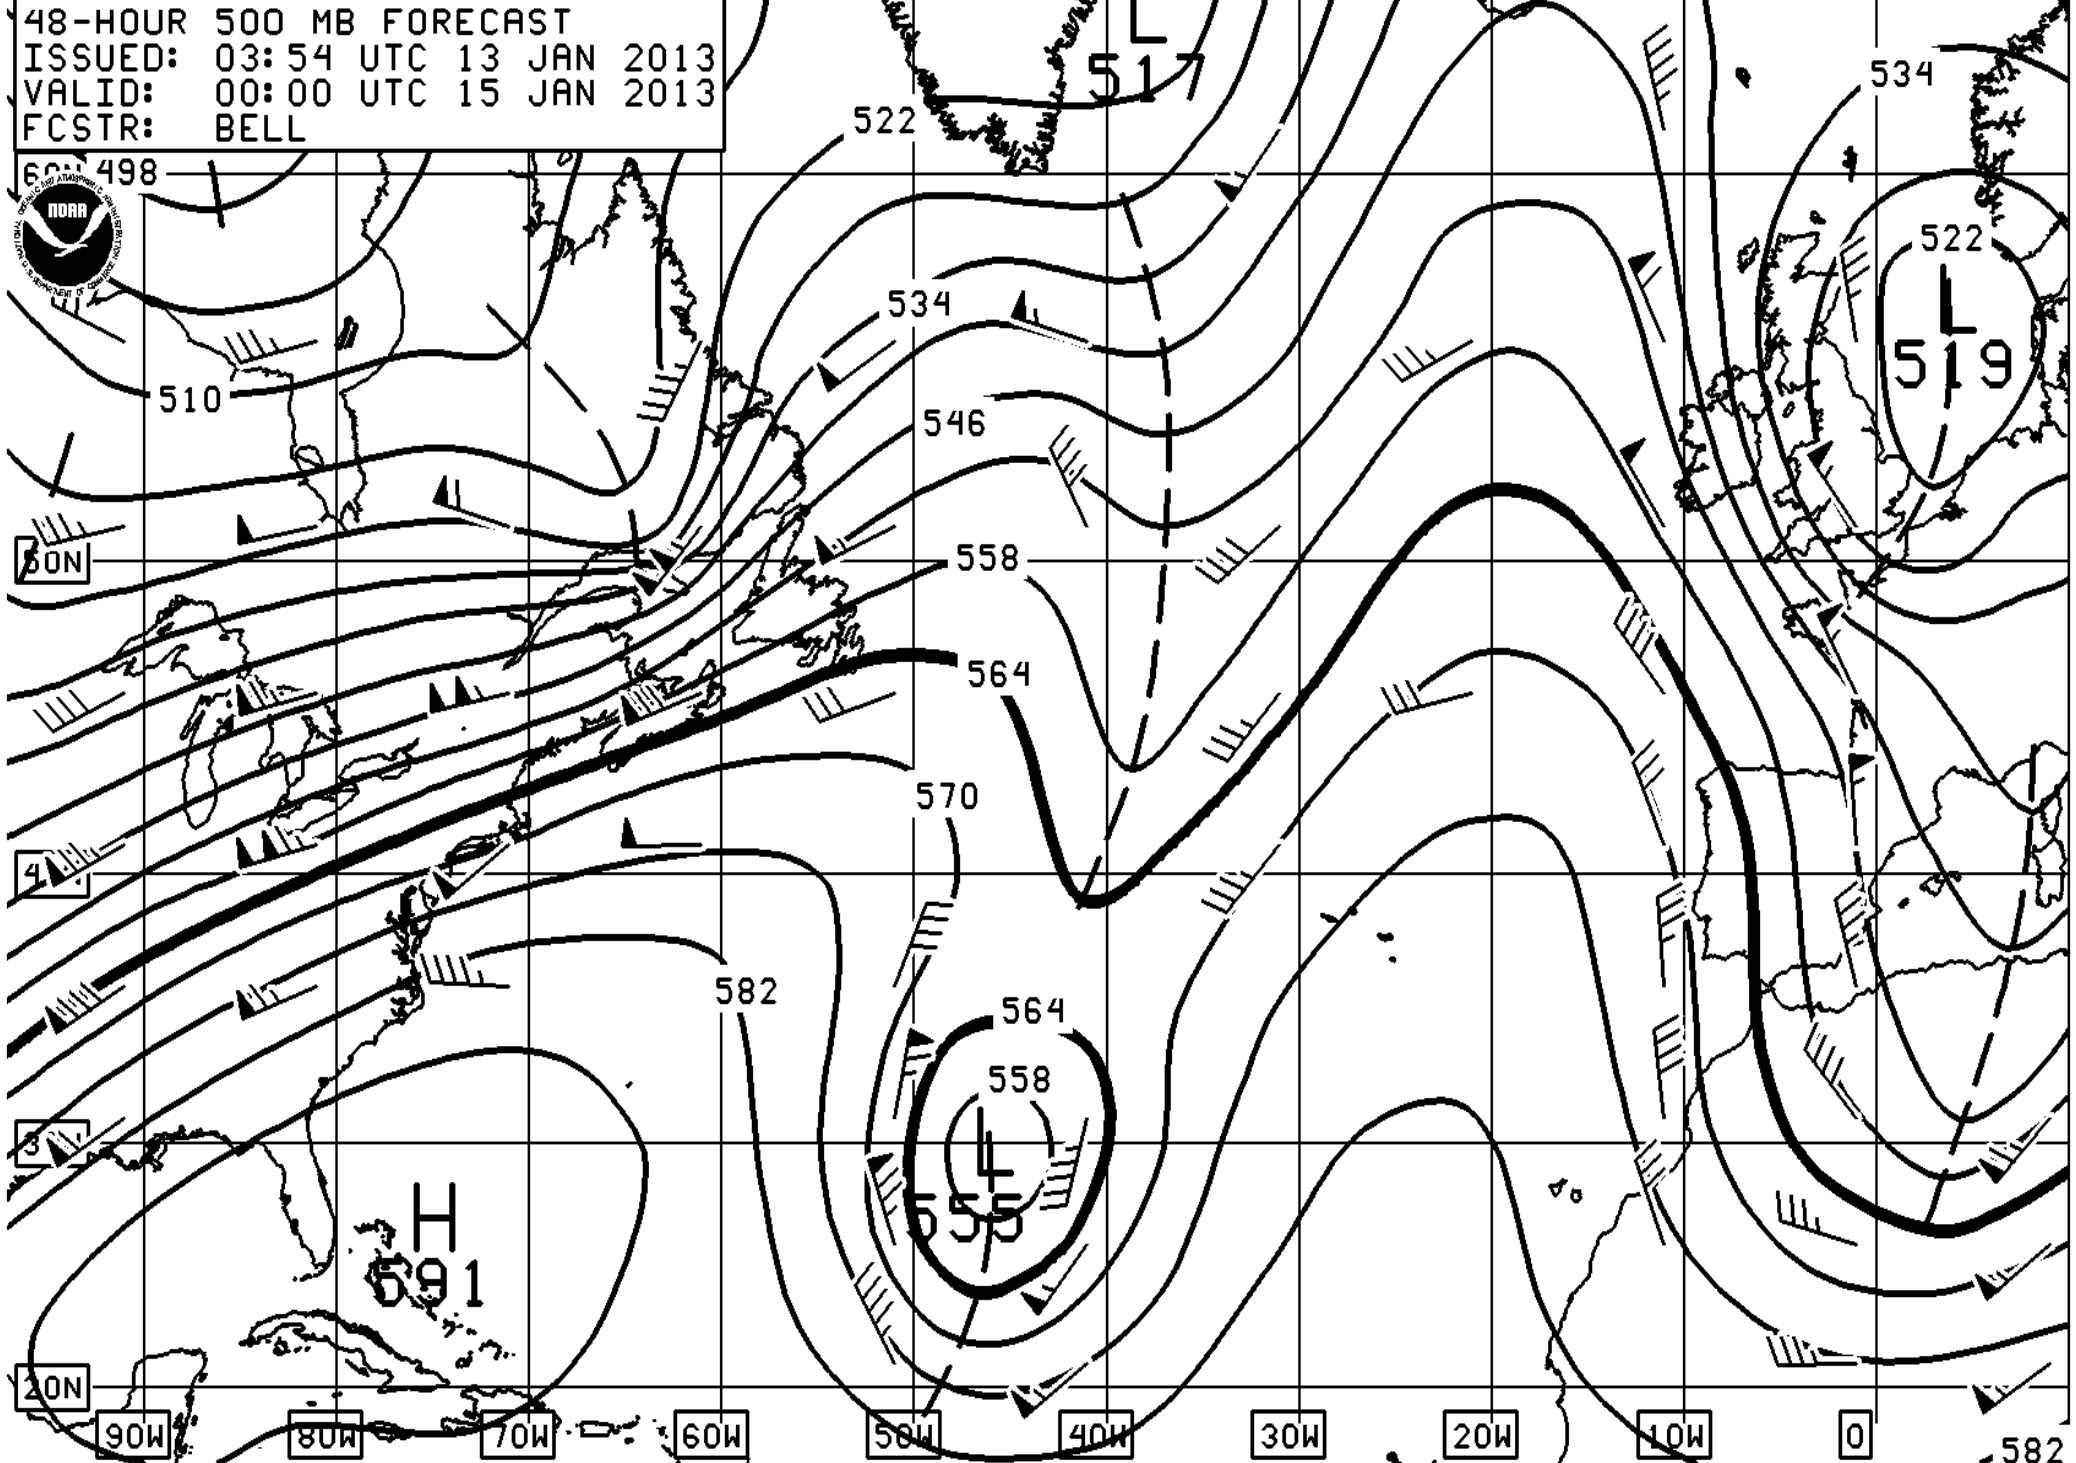 48-HOUR 500 MB FORECAST
ISSUED: 03:54 UTC 13 JAN 2013
VALID: 00:00 UTC 15 JAN 2013
FCSTR: BELL
L
517
534
522
60N 498
NOAA
522
534
L
519
510
546
50N
558
564
570
582
564
558
L
555
H
591
20N
90W 80W 70W 60W 50W 40W 30W 20W 10W 0
582